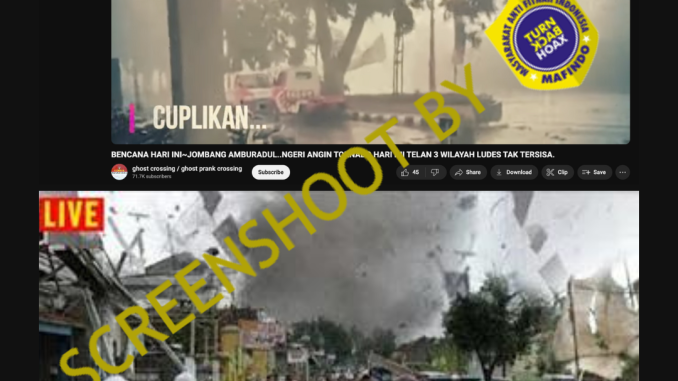 MASYARAKAT ANTI FITNAH INDONESIA
TURN
BACK
HOAX
MAFINDO
CUPLIKAN...
BENCANA HARI INI~JOMBANG AMBURADUL..NGERI ANGIN TORNADO HARI INI TELAN 3 WILAYAH LUDES TAK TERSISA.
ghost crossing / ghost prank crossing
71.7K subscribers
Subscribe
45
Share
Download
Clip
Save
SCREENSHOOT BY
LIVE